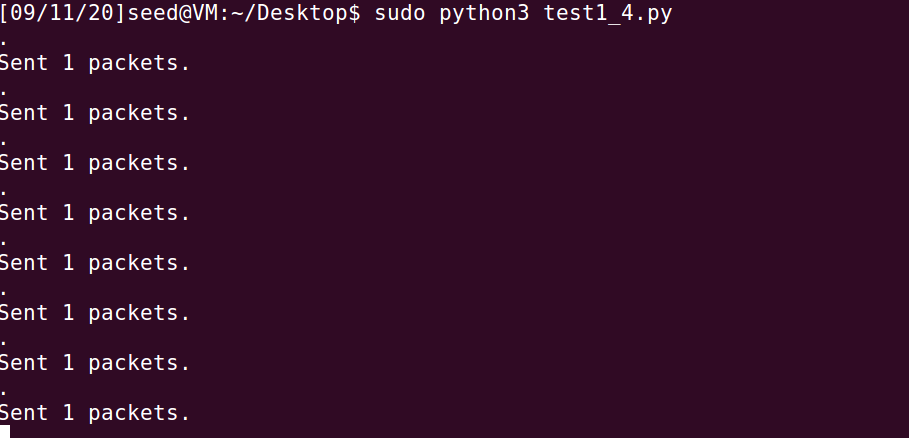 [09/11/20]seed@VM:~/Desktop$ sudo python3 test1_4.py
.
Sent 1 packets.
.
Sent 1 packets.
.
Sent 1 packets.
.
Sent 1 packets.
.
Sent 1 packets.
.
Sent 1 packets.
.
Sent 1 packets.
.
Sent 1 packets.